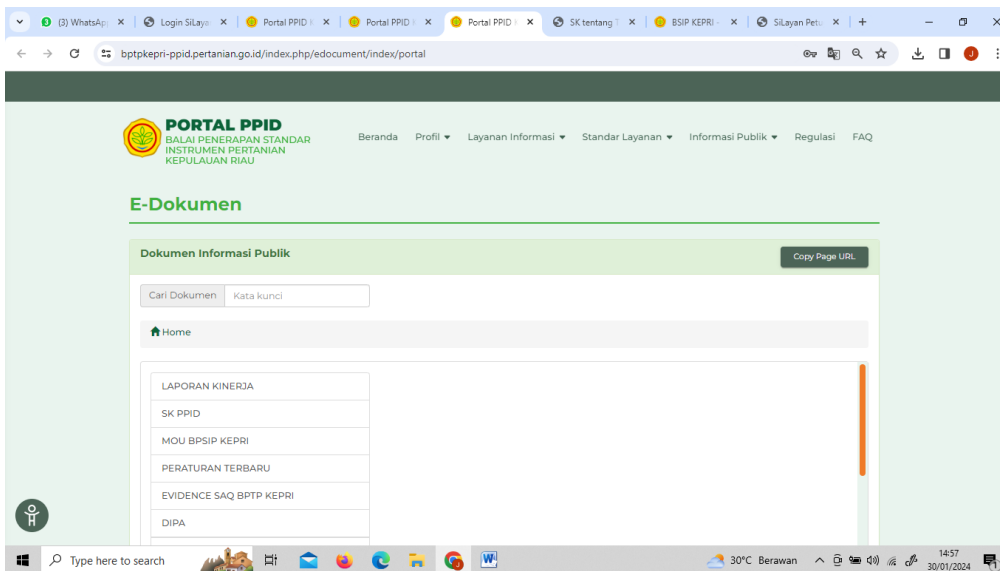 (3) WhatsAp
Login SiLaya
Portal PPID
Portal PPID
Portal PPID
SK tentang
BSIP KEPRI -
SiLayan Petu
bptpkepri-ppid.pertanian.go.id/index.php/edocument/index/portal
J
PORTAL PPID
BALAI PENERAPAN STANDAR
INSTRUMEN PERTANIAN
KEPULAUAN RIAU
Beranda Profil Layanan Informasi Standar Layanan Informasi Publik Regulasi FAQ
E-Dokumen
Dokumen Informasi Publik
Copy Page URL
Cari Dokumen Kata kunci
Home
LAPORAN KINERJA
SK PPID
MOU BPSIP KEPRI
PERATURAN TERBARU
EVIDENCE SAQ BPTP KEPRI
DIPA
Type here to search
30°C Berawan
14:57
30/01/2024